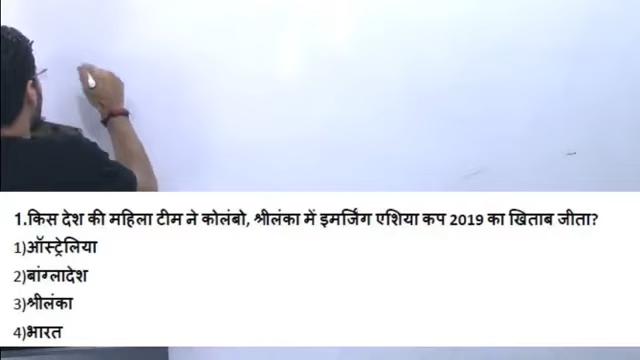 1.किस देश की महिला टीम ने कोलंबो, श्रीलंका में इमर्जिंग एशिया कप 2019 का खिताब जीता?
1)ऑस्ट्रेलिया
2)बांग्लादेश
3)श्रीलंका
4)भारत